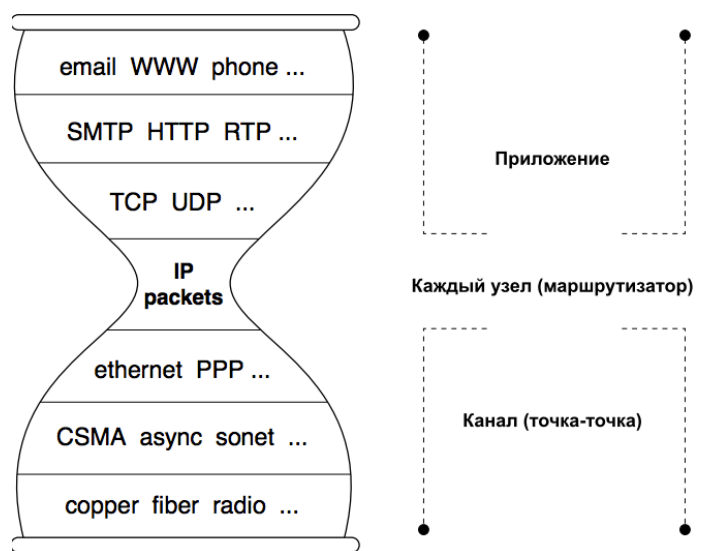 email WWW phone ...
SMTP HTTP RTP ...
TCP UDP ...
IP
packets
ethernet PPP ...
CSMA async sonet ...
copper fiber radio ...
Приложение
Каждый узел (маршрутизатор)
Канал (точка-точка)